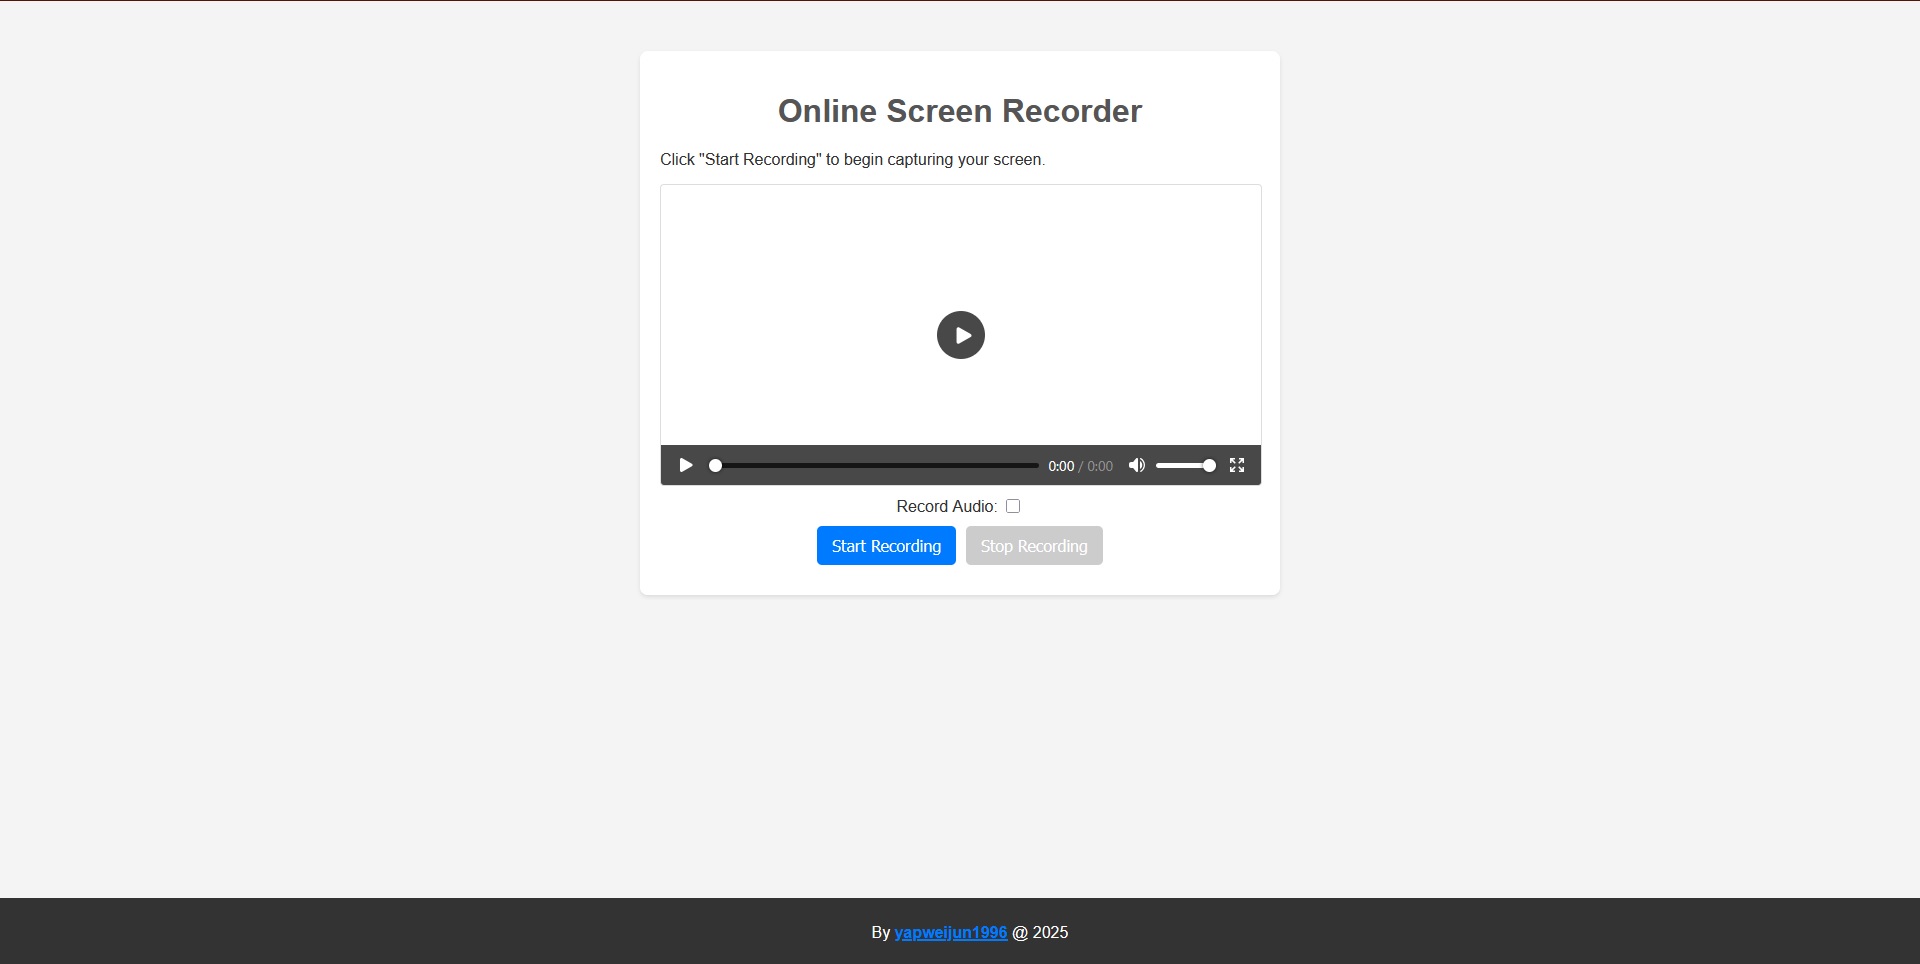 Online Screen Recorder
Click "Start Recording" to begin capturing your screen.
0:00 / 0:00
Record Audio:
Start Recording Stop Recording
By yapweijun1996 @ 2025